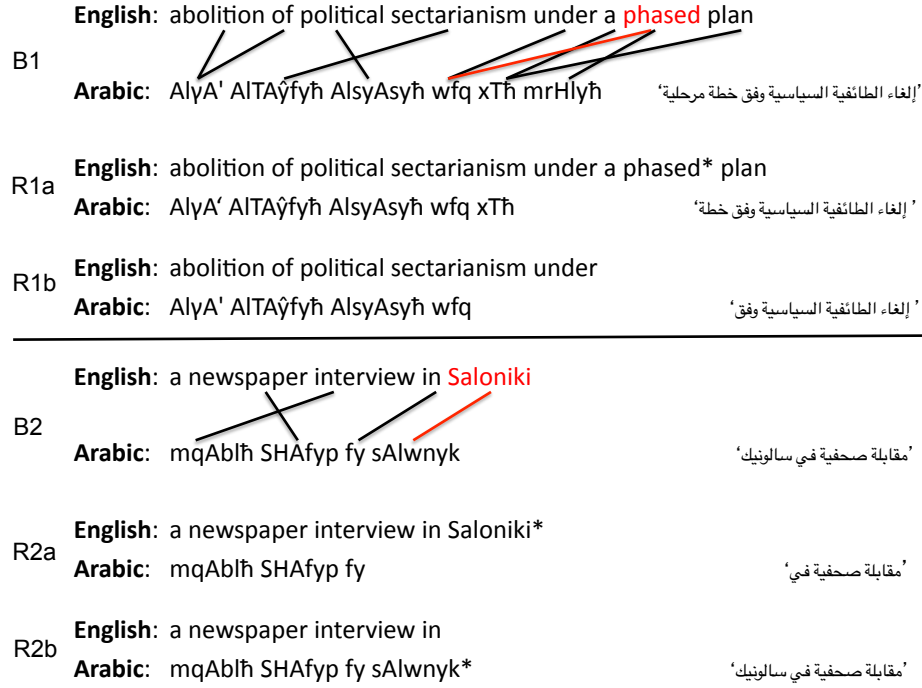 English: abolition of political sectarianism under a phased plan
B1
Arabic: AlγA' AlTAŷfyħ AlsyAsyħ wfq xTħ mrHlyħ 'إلغاء الطائفية السياسية وفق خطة مرحلية'
English: abolition of political sectarianism under a phased* plan
R1a
Arabic: AlγA‘ AlTAŷfyħ AlsyAsyħ wfq xTħ ' إلغاء الطائفية السياسية وفق خطة'
English: abolition of political sectarianism under
R1b
Arabic: AlγA' AlTAŷfyħ AlsyAsyħ wfq ' إلغاء الطائفية السياسية وفق'
English: a newspaper interview in Saloniki
B2
Arabic: mqAblħ SHAfyp fy sAlwnyk 'مقابلة صحفية في سالونيك'
English: a newspaper interview in Saloniki*
R2a
Arabic: mqAblħ SHAfyp fy 'مقابلة صحفية في'
English: a newspaper interview in
R2b
Arabic: mqAblħ SHAfyp fy sAlwnyk* 'مقابلة صحفية في سالونيك'